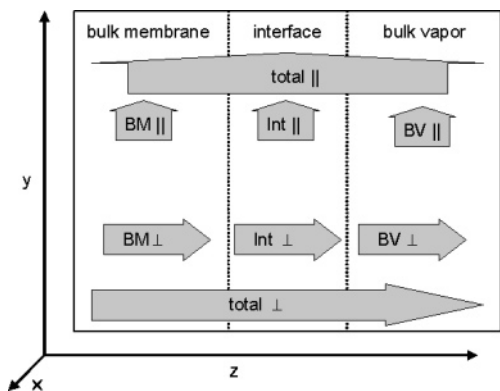 bulk membrane interface bulk vapor
total ||
BM || Int || BV ||
y
BM ⊥ Int ⊥ BV ⊥
total ⊥
z
x